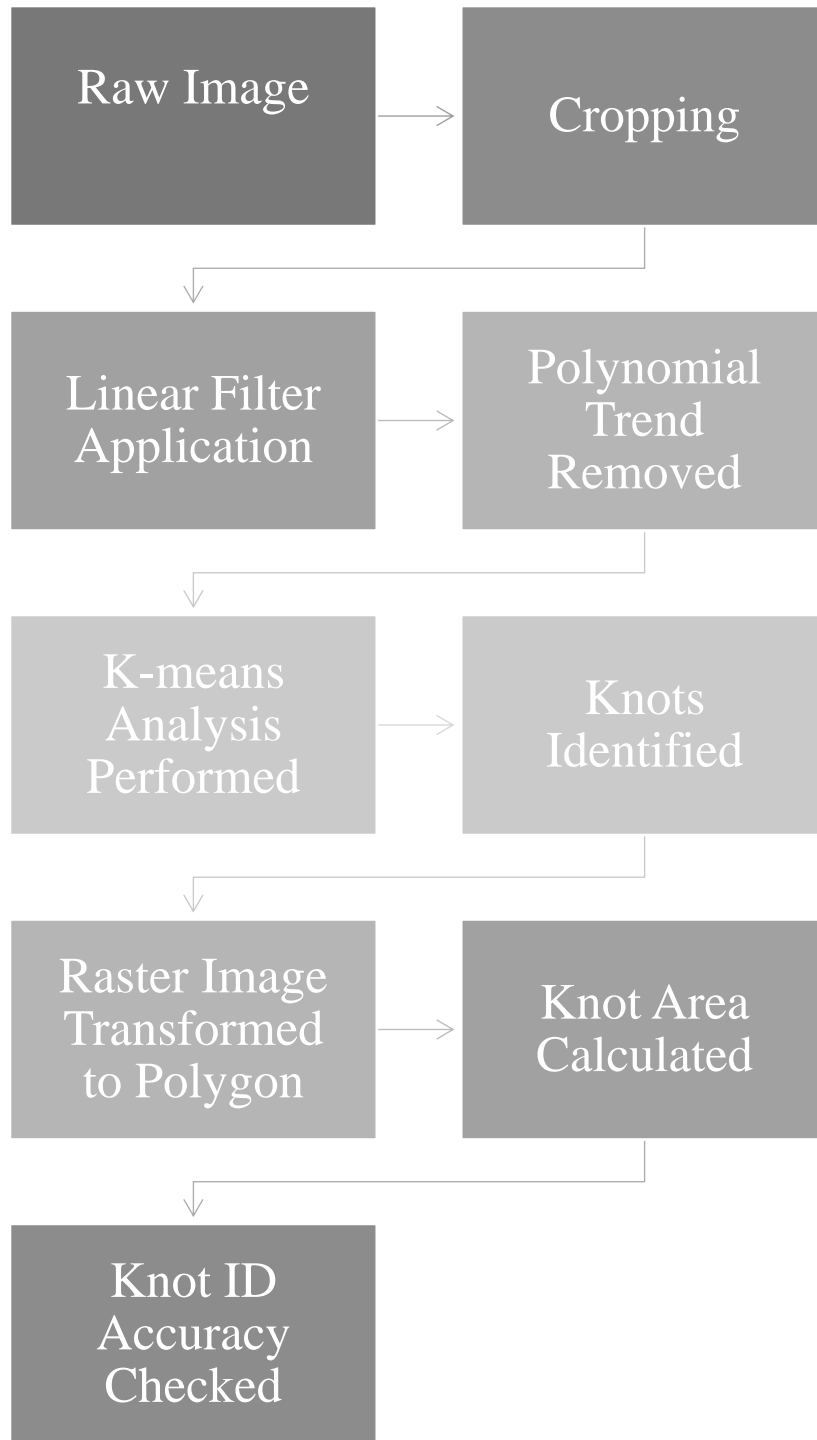 Raw Image
Cropping
Linear Filter
Application
Polynomial
Trend
Removed
K-means
Analysis
Performed
Knots
Identified
Raster Image
Transformed
to Polygon
Knot Area
Calculated
Knot ID
Accuracy
Checked